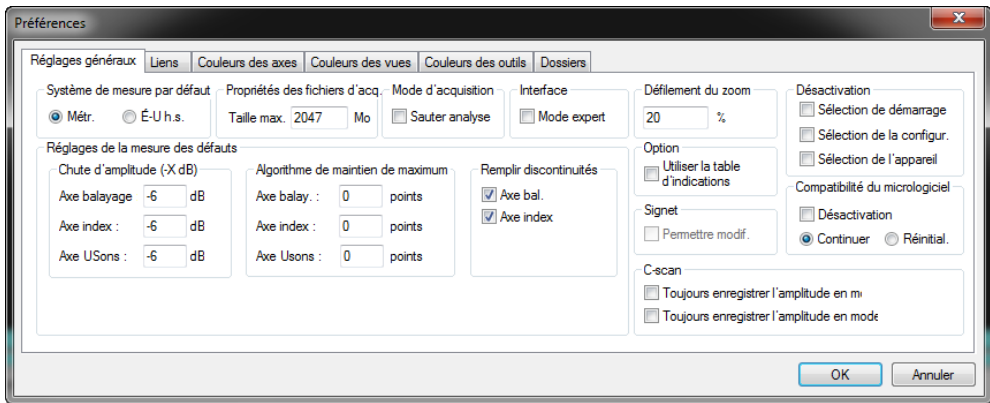 Préférences
Réglages généraux Liens Couleurs des axes Couleurs des vues Couleurs des outils Dossiers
Système de mesure par défaut
Métr. É-U h.s.
Propriétés des fichiers d'acq.
Taille max. 2047 Mo
Mode d'acquisition
Sauter analyse
Interface
Mode expert
Défilement du zoom
20 %
Désactivation
Sélection de démarrage
Sélection de la configur.
Sélection de l'appareil
Réglages de la mesure des défauts
Chute d'amplitude (-X dB)
Axe balayage -6 dB
Axe index : -6 dB
Axe USons : -6 dB
Algorithme de maintien de maximum
Axe balay. : 0 points
Axe index : 0 points
Axe Usons : 0 points
Remplir discontinuités
Axe bal.
Axe index
Option
Utiliser la table
d'indications
Signet
Permettre modif.
Compatibilité du micrologiciel
Désactivation
Continuer Réinitial.
C-scan
Toujours enregistrer l'amplitude en m
Toujours enregistrer l'amplitude en mode
OK Annuler